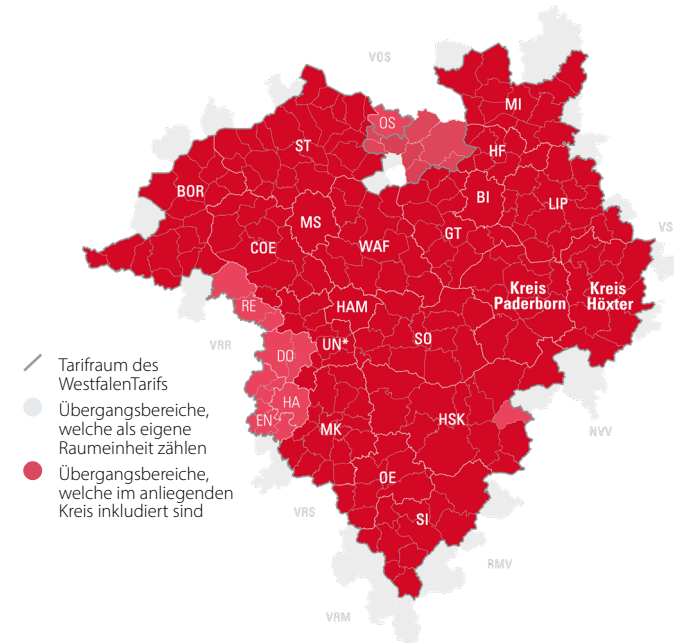 VOS
MI
OS
ST
HF
BOR
BI
LIP
MS
GT
VS
COE
WAF
Kreis
Paderborn
Kreis
Höxter
RE
HAM
VRR
UN*
SO
DO
Tarifraum des
WestfalenTarifs
Übergangsbereiche,
welche als eigene
Raumeinheit zählen
Übergangsbereiche,
welche im anliegenden
Kreis inkludiert sind
HA
EN
MK
HSK
NVV
OE
VRS
SI
RMV
VRM